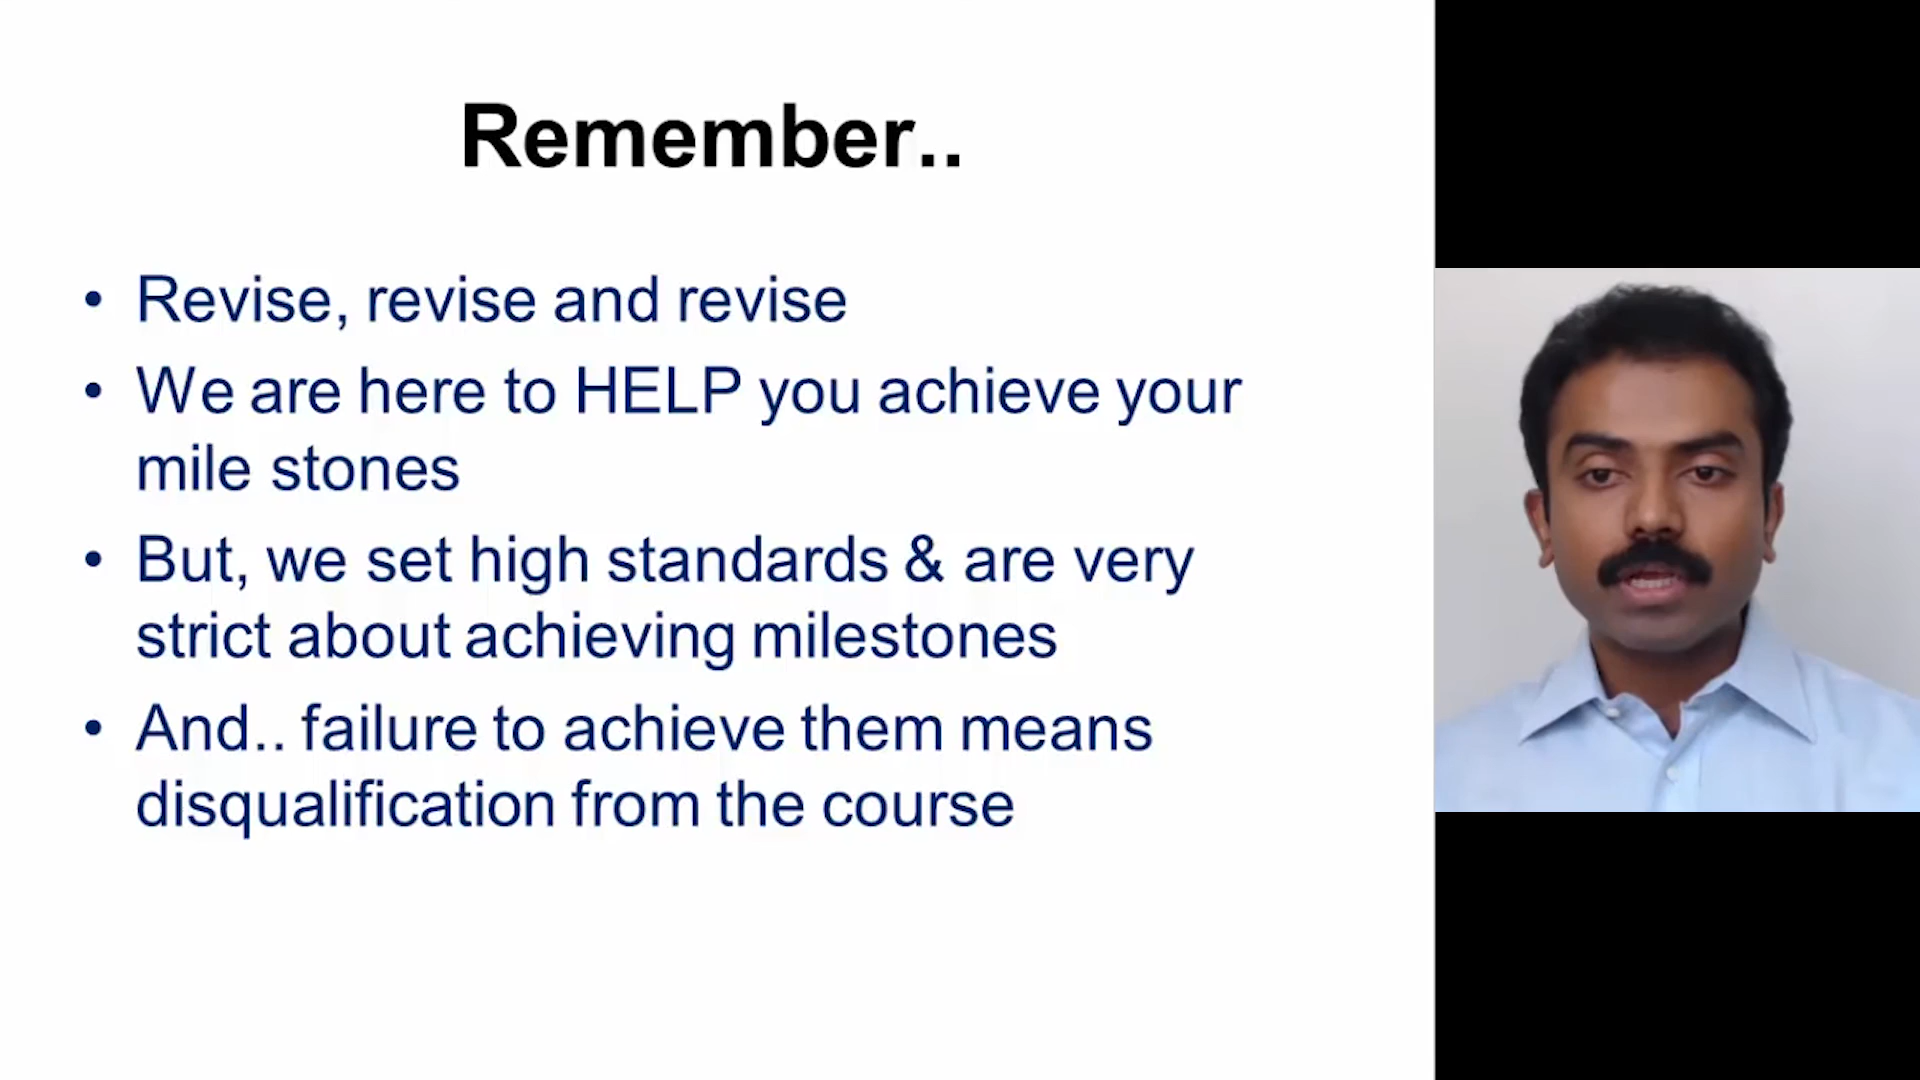 Remember..
• Revise, revise and revise
• We are here to HELP you achieve your
mile stones
• But, we set high standards & are very
strict about achieving milestones
• And.. failure to achieve them means
disqualification from the course